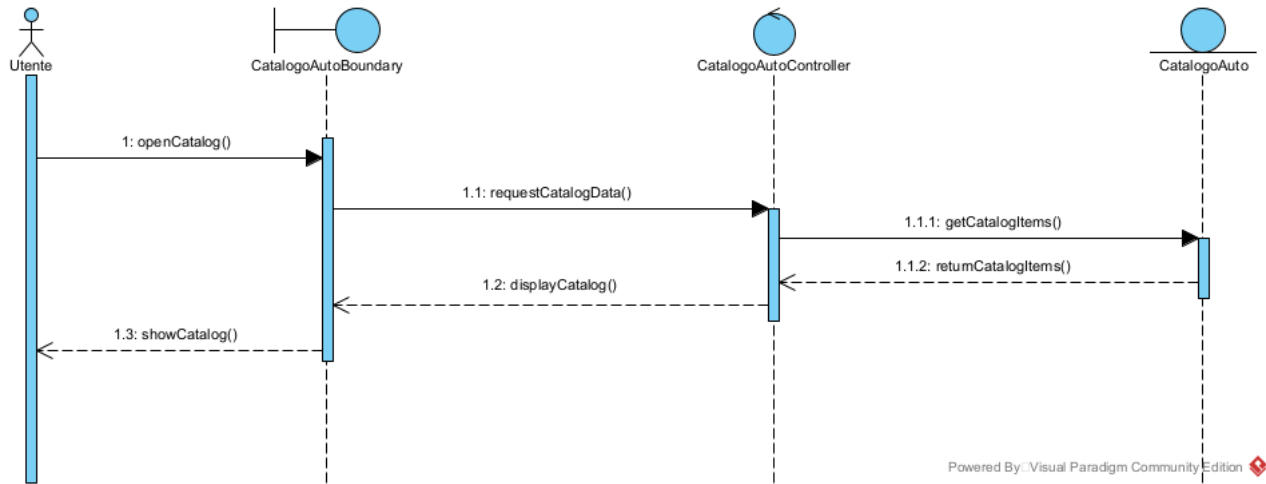 Utente
CatalogoAutoBoundary
CatalogoAutoController
CatalogoAuto
1: openCatalog()
1.1: requestCatalogData()
1.1.1: getCatalogItems()
1.1.2: returnCatalogItems()
1.2: displayCatalog()
1.3: showCatalog()
Powered By Visual Paradigm Community Edition